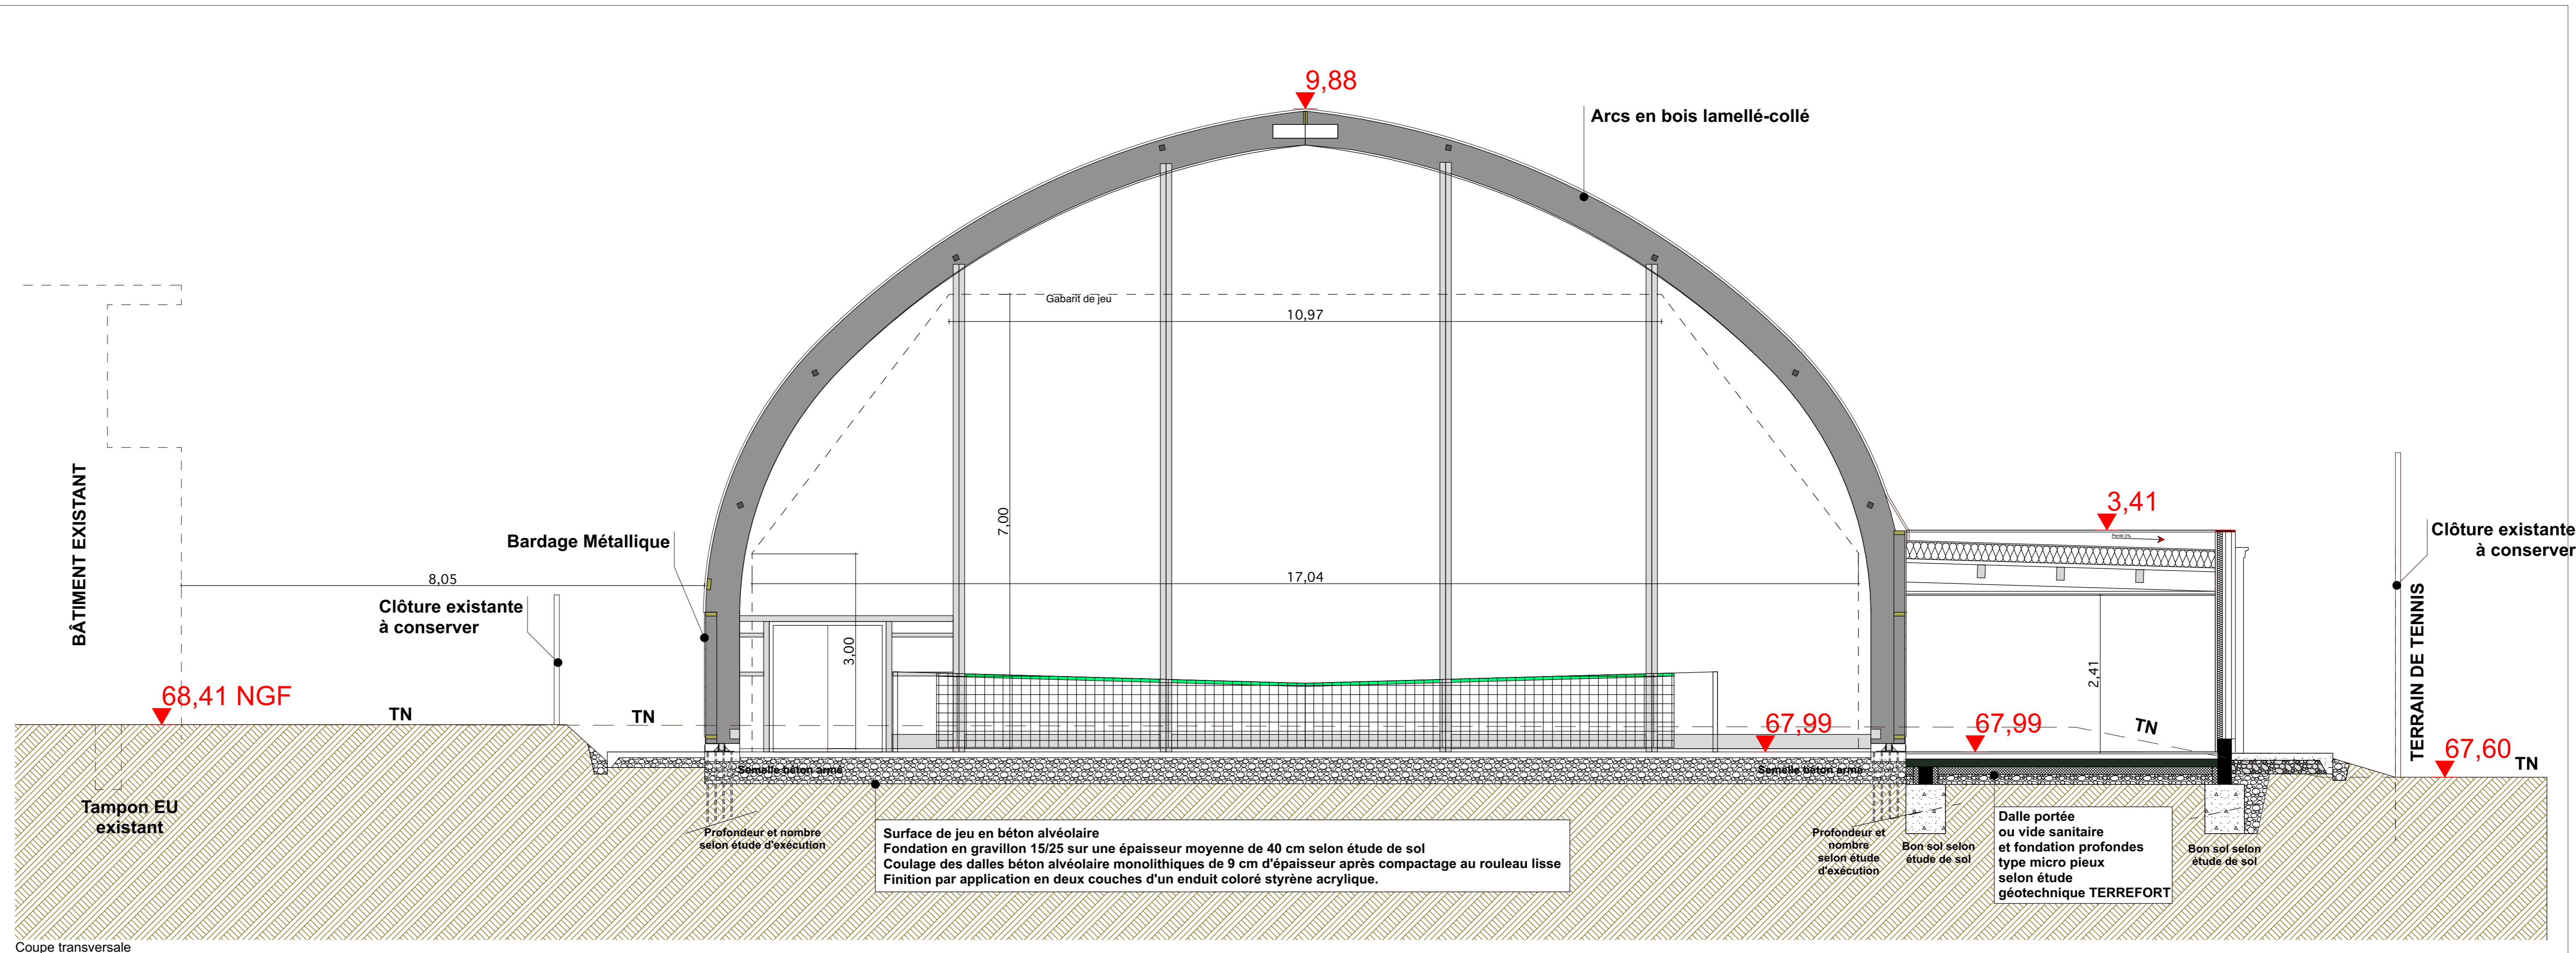 9,88
Arcs en bois lamellé-collé
Gabarit de jeu
10,97
7,00
3,41
Pente 3%
Bardage Métallique
Clôture existante
à conserver
BÂTIMENT EXISTANT
8,05
17,04
Clôture existante
à conserver
3,00
2,41
TERRAIN DE TENNIS
68,41 NGF
TN
TN
67,99
67,99
TN
67,60
TN
Semelle béton armé
Semelle béton armé
Tampon EU
existant
Profondeur et nombre
selon étude d'exécution
Surface de jeu en béton alvéolaire
Fondation en gravillon 15/25 sur une épaisseur moyenne de 40 cm selon étude de sol
Coulage des dalles béton alvéolaire monolithiques de 9 cm d'épaisseur après compactage au rouleau lisse
Finition par application en deux couches d'un enduit coloré styrène acrylique.
Profondeur et
nombre
selon étude
d'exécution
Bon sol selon
étude de sol
Dalle portée
ou vide sanitaire
et fondation profondes
type micro pieux
selon étude
géotechnique TERREFORT
Bon sol selon
étude de sol
Coupe transversale